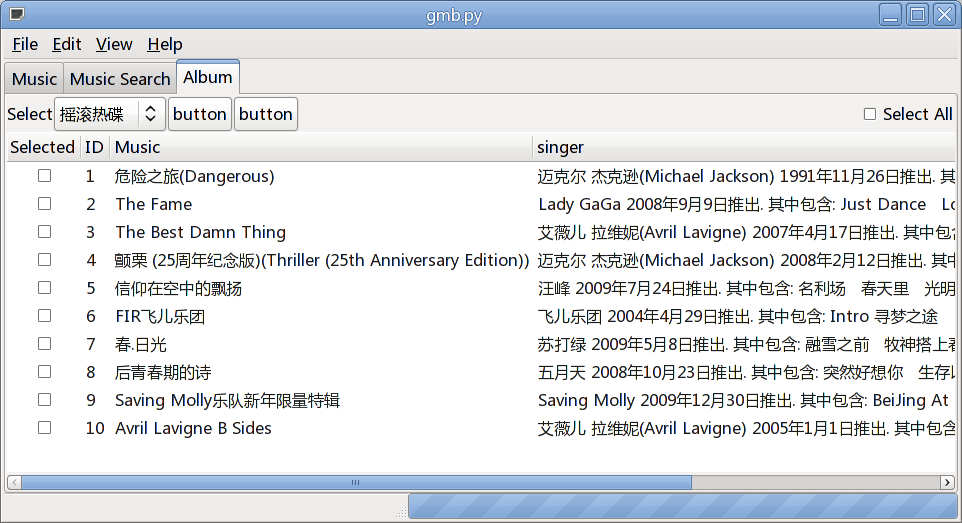 gmb.py
File Edit View Help
Music Music Search Album
Select 摇滚热碟 button button Select All
Selected ID Music singer
1 危险之旅(Dangerous) 迈克尔 杰克逊(Michael Jackson) 1991年11月26日推出. 其
2 The Fame Lady GaGa 2008年9月9日推出. 其中包含: Just Dance Lo
3 The Best Damn Thing 艾薇儿 拉维妮(Avril Lavigne) 2007年4月17日推出. 其中包含
4 颤栗 (25周年纪念版)(Thriller (25th Anniversary Edition)) 迈克尔 杰克逊(Michael Jackson) 2008年2月12日推出. 其中
5 信仰在空中的飘扬 汪峰 2009年7月24日推出. 其中包含: 名利场 春天里 光明
6 FIR飞儿乐团 飞儿乐团 2004年4月29日推出. 其中包含: Intro 寻梦之途
7 春.日光 苏打绿 2009年5月8日推出. 其中包含: 融雪之前 牧神搭上春
8 后青春期的诗 五月天 2008年10月23日推出. 其中包含: 突然好想你 生存以
9 Saving Molly乐队新年限量特辑 Saving Molly 2009年12月30日推出. 其中包含: BeiJing At
10 Avril Lavigne B Sides 艾薇儿 拉维妮(Avril Lavigne) 2005年1月1日推出. 其中包含